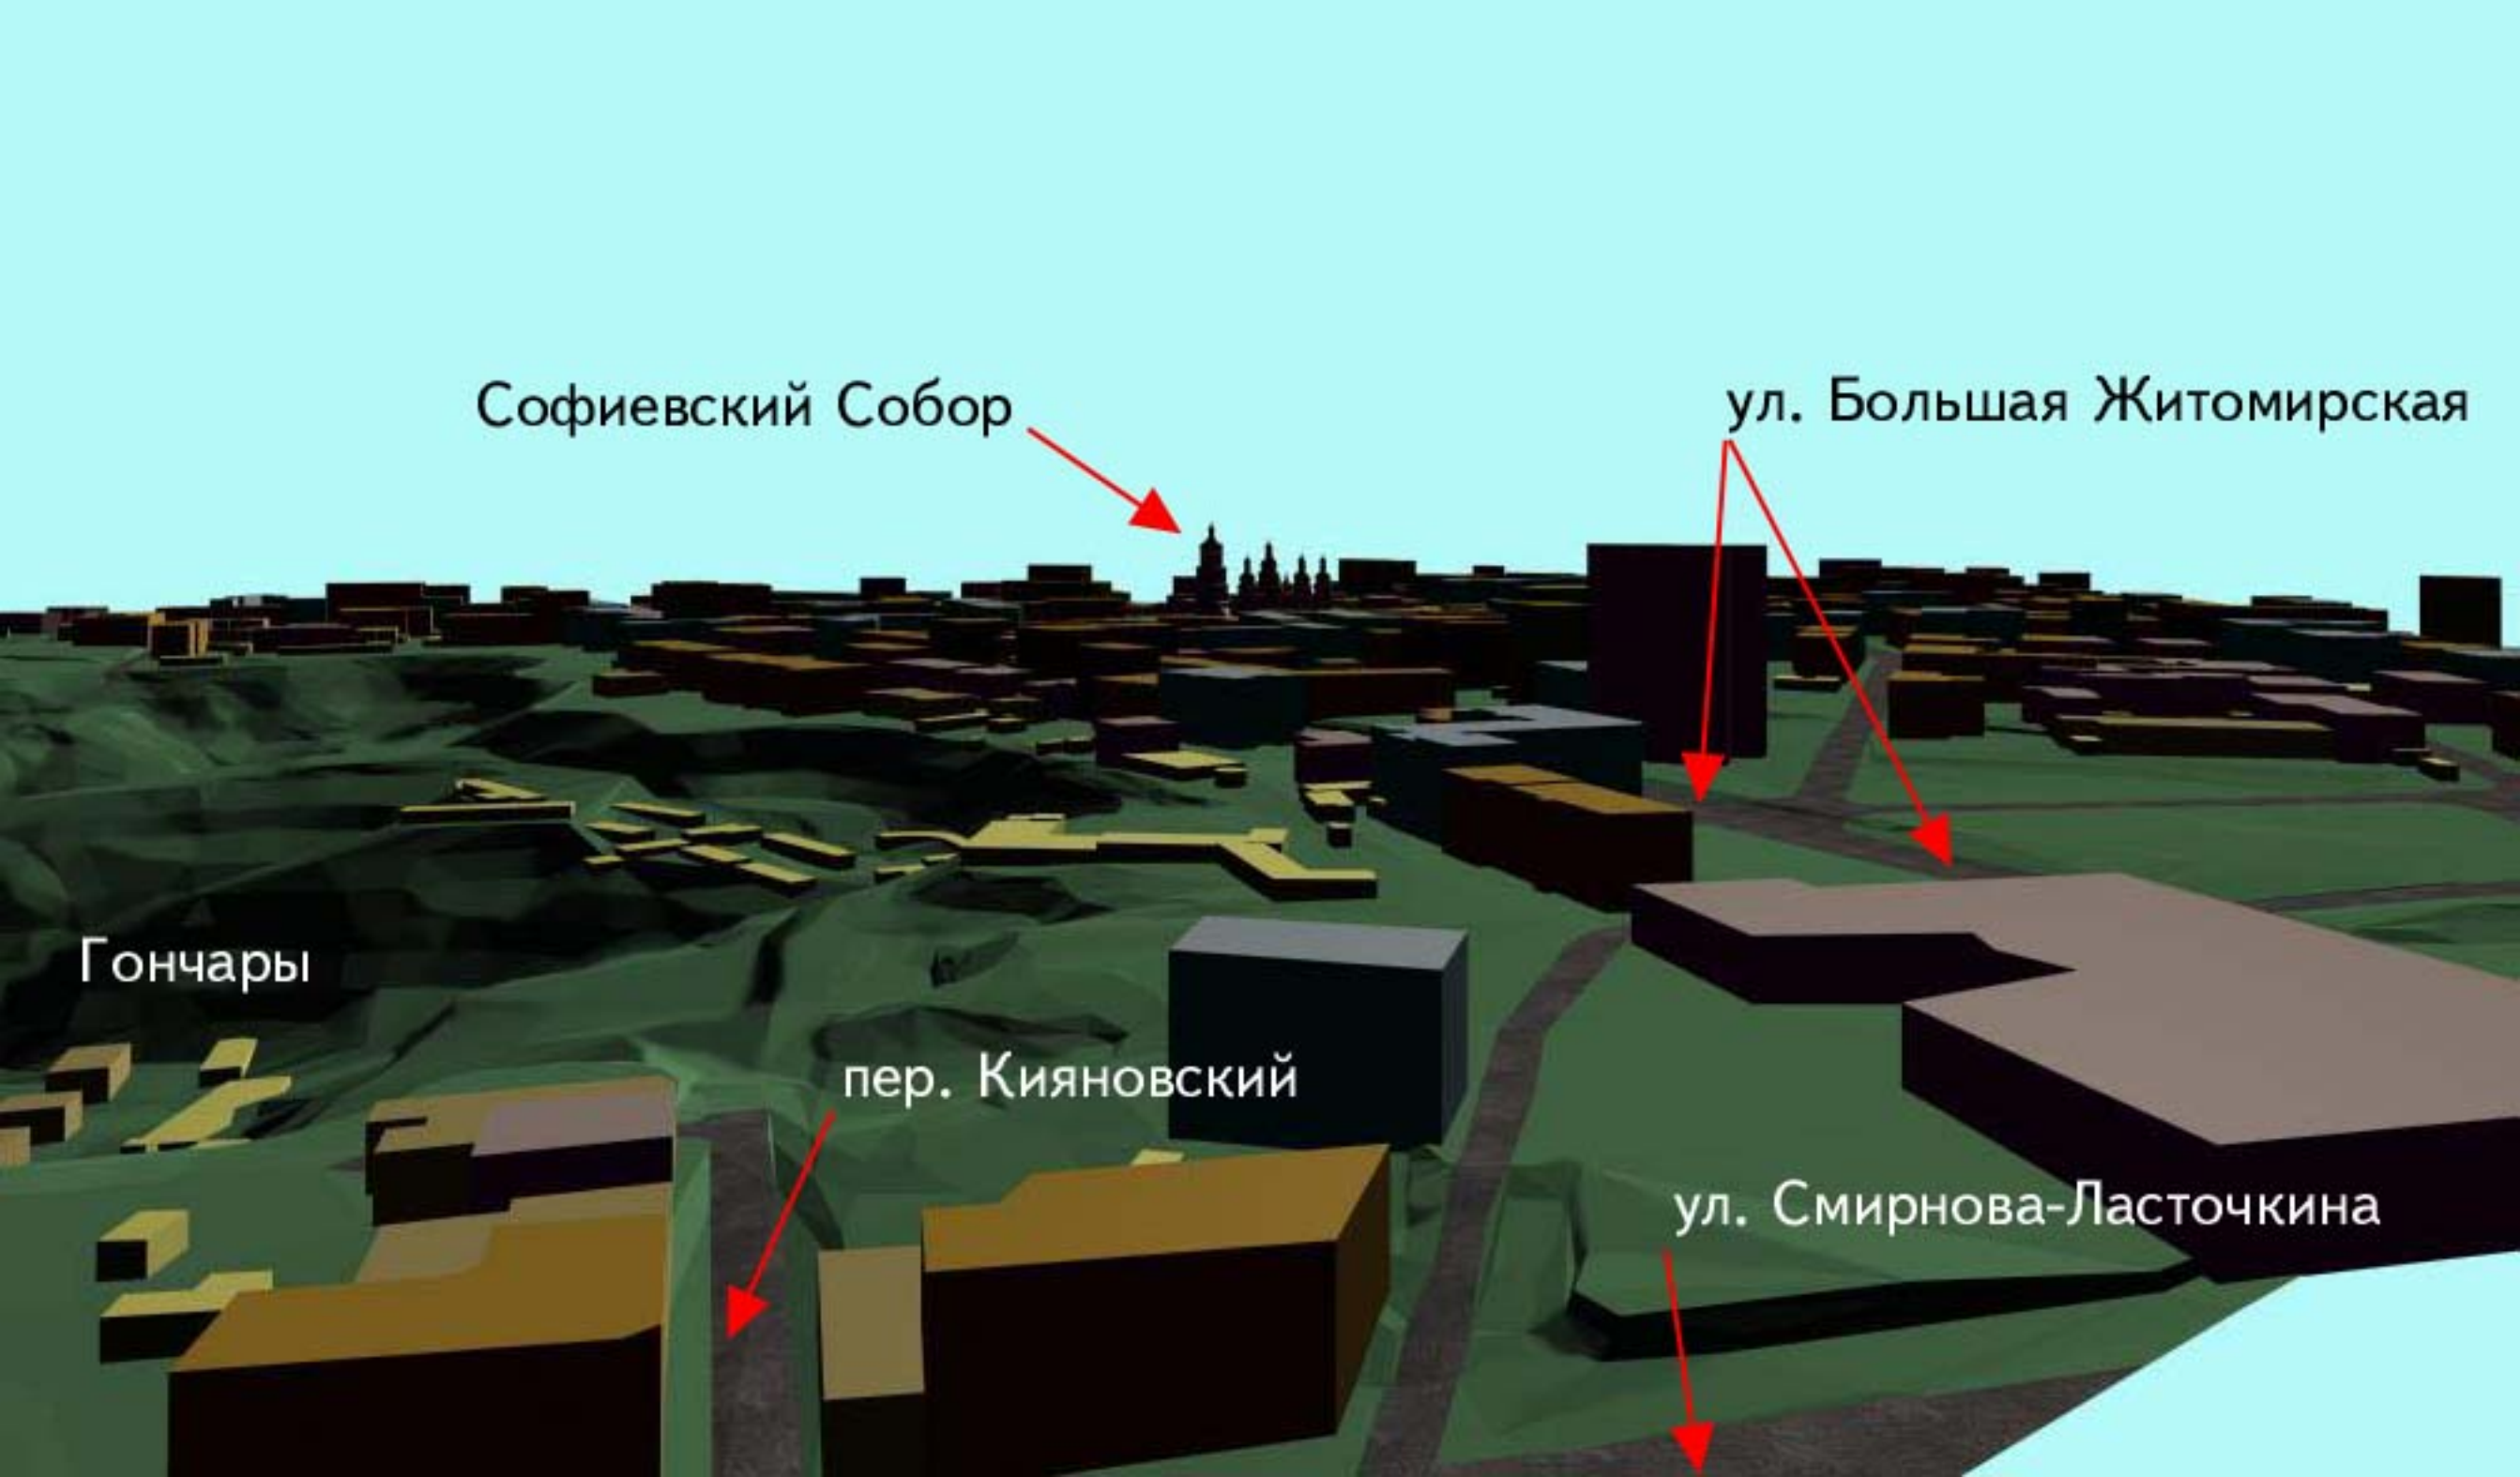 Софиевский Собор
ул. Большая Житомирская
Гончары
пер. Кияновский
ул. Смирнова-Ласточкина